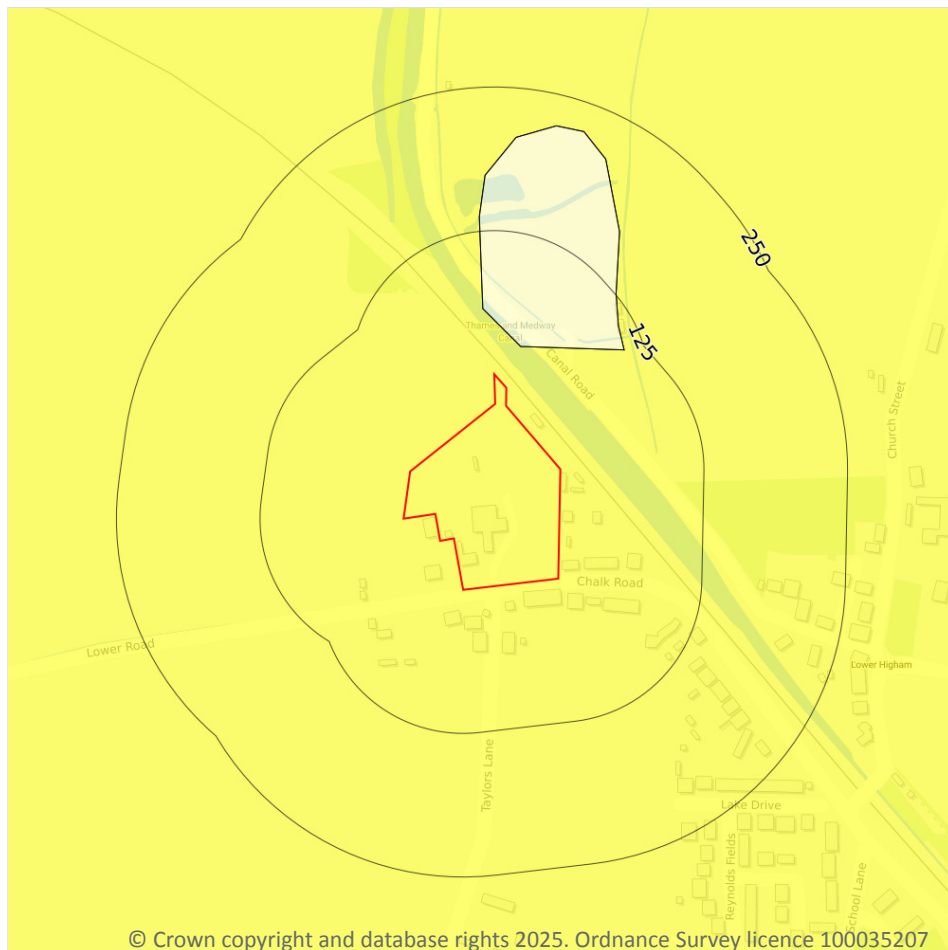 250
Thames and Medway
Canal
125
Canal Road
Church Street
Chalk Road
Lower Road
Lower Higham
Taylors Lane
Lake Drive
Reynolds Fields
School Lane
© Crown copyright and database rights 2025. Ordnance Survey licence 100035207